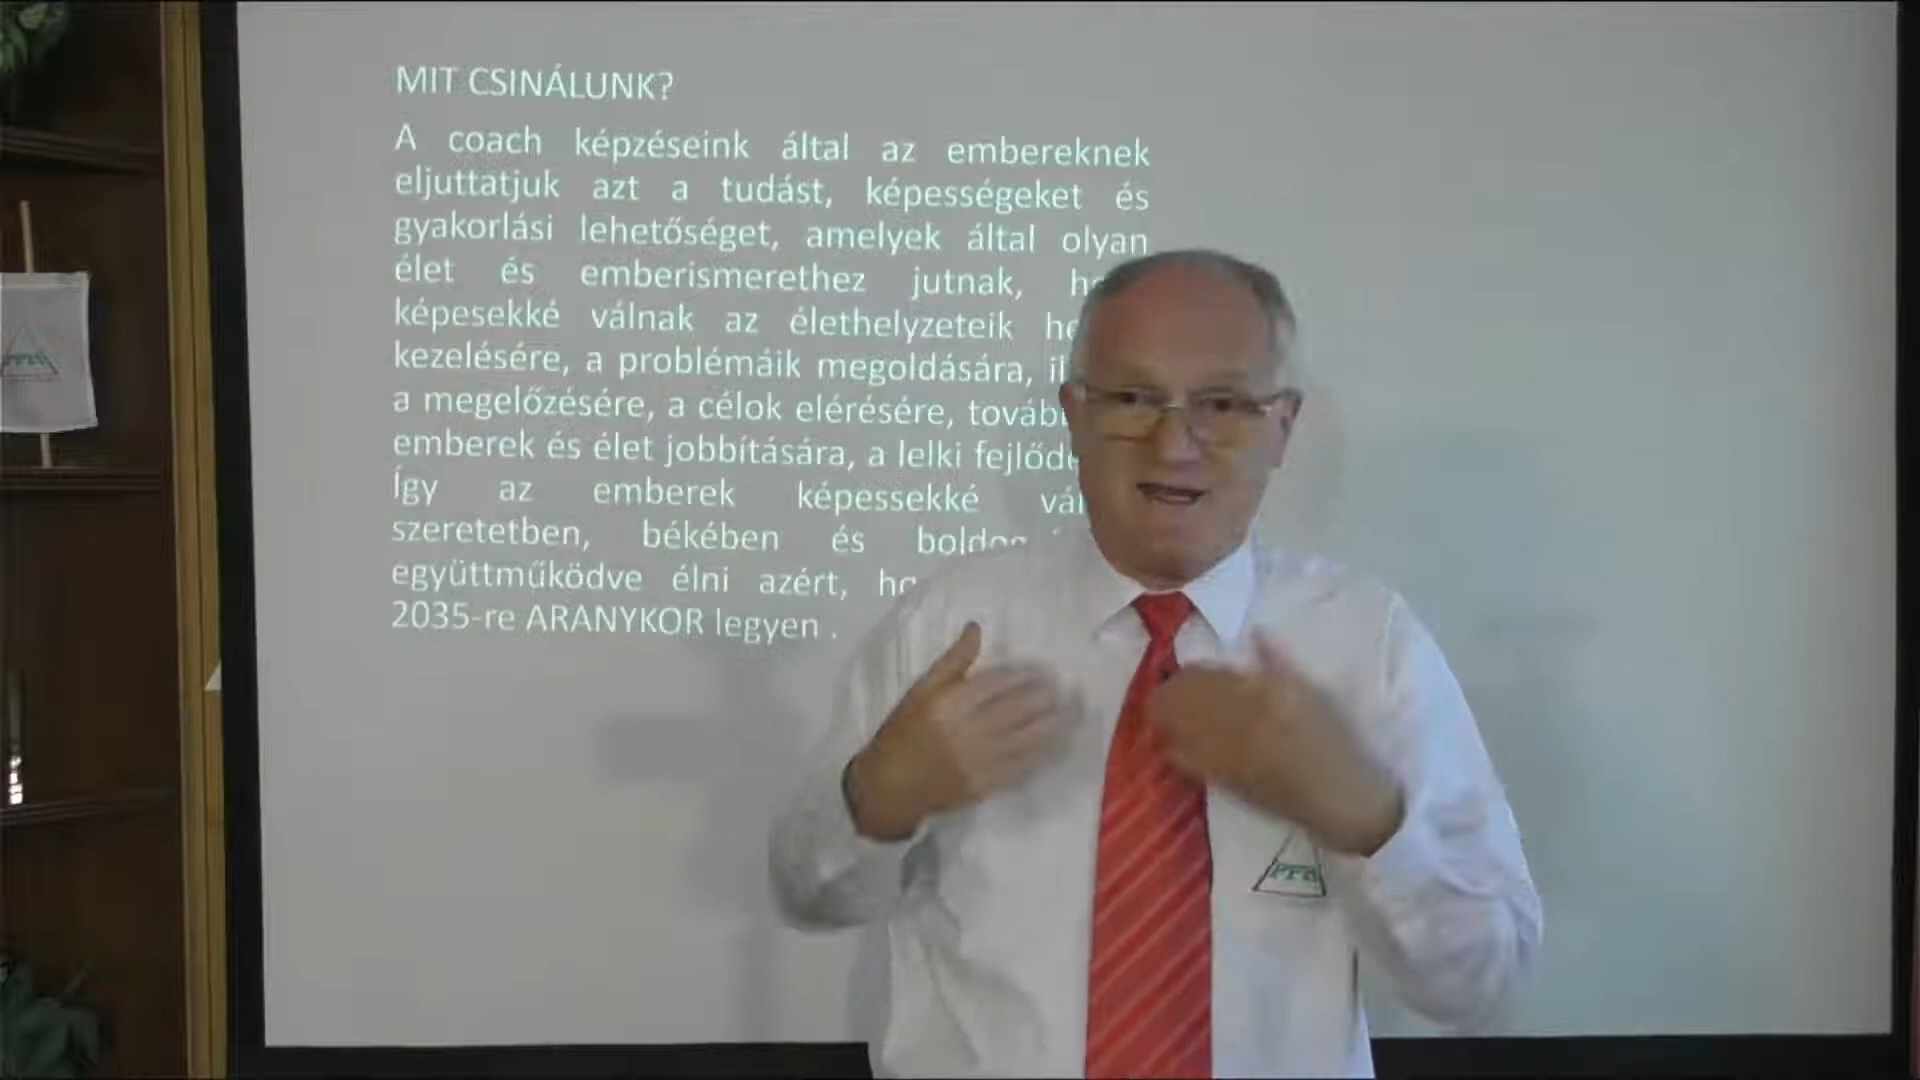 MIT CSINÁLUNK?
A coach képzéseink által az embereknek
eljuttatjuk azt a tudást, képességeket és
gyakorlási lehetőséget, amelyek által olyan
élet és emberismerethez jutnak,
képesekké válnak az élethelyzeteik
kezelésére, a problémáik megoldására,
a megelőzésére, a célok elérésére,
emberek és élet jobbítására, a lelki
Így az emberek képessekké
szeretetben, békében és
együttműködve élni azért,
2035-re ARANYKOR legyen .